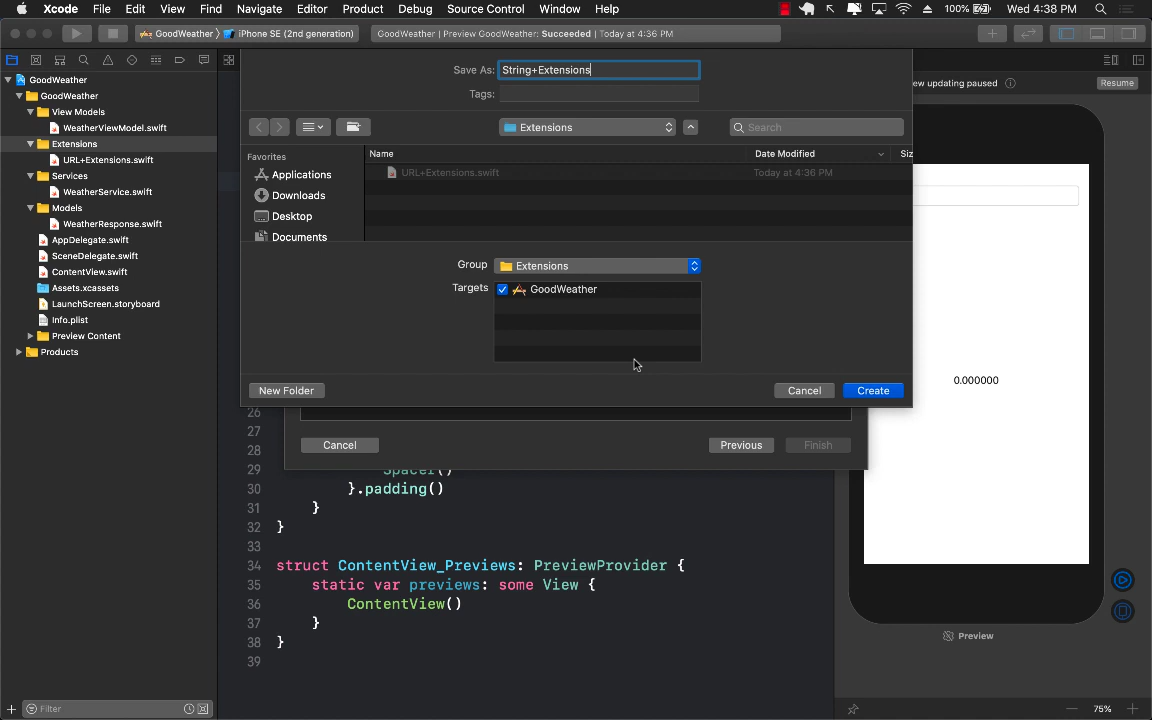 Xcode File Edit View Find Navigate Editor Product Debug Source Control Window Help 100% Wed 4:38 PM
GoodWeather 〉 iPhone SE (2nd generation) GoodWeather | Preview GoodWeather: Succeeded | Today at 4:36 PM
Save As: String+Extensions
Tags:
ew updating paused Resume
GoodWeather
GoodWeather
View Models
WeatherViewModel.swift
Extensions
URL+Extensions.swift
Services
WeatherService.swift
Models
WeatherResponse.swift
AppDelegate.swift
SceneDelegate.swift
ContentView.swift
Assets.xcassets
LaunchScreen.storyboard
Info.plist
Preview Content
Products
Extensions Search
Favorites
Applications
Downloads
Desktop
Documents
Name Date Modified Siz
URL+Extensions.swift Today at 4:36 PM
Group Extensions
Targets GoodWeather
New Folder Cancel Create
Cancel Previous Finish
26
27
28
29 Spacer()
30 }.padding()
31 }
32 }
33
34 struct ContentView_Previews: PreviewProvider {
35 static var previews: some View {
36 ContentView()
37 }
38 }
39
0.000000
Preview
Filter
75%